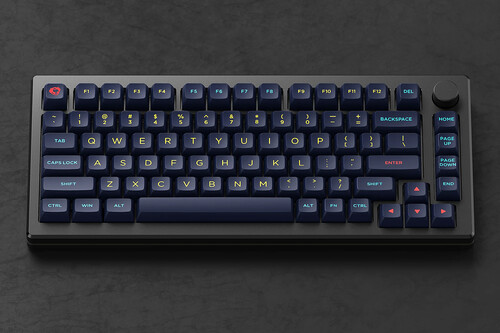 F1 F2 F3 F4 F5 F6 F7 F8 F9 F10 F11 F12 DEL
~ ! @ # $ % ^ & * ( ) _ + BACKSPACE HOME
` 1 2 3 4 5 6 7 8 9 0 - =
TAB Q W E R T Y U I O P { } | PAGE UP
[ ] \
CAPS LOCK A S D F G H J K L : " ENTER PAGE DOWN
; '
SHIFT Z X C V B N M < > ? SHIFT END
, . /
CTRL WIN ALT ALT FN CTRL